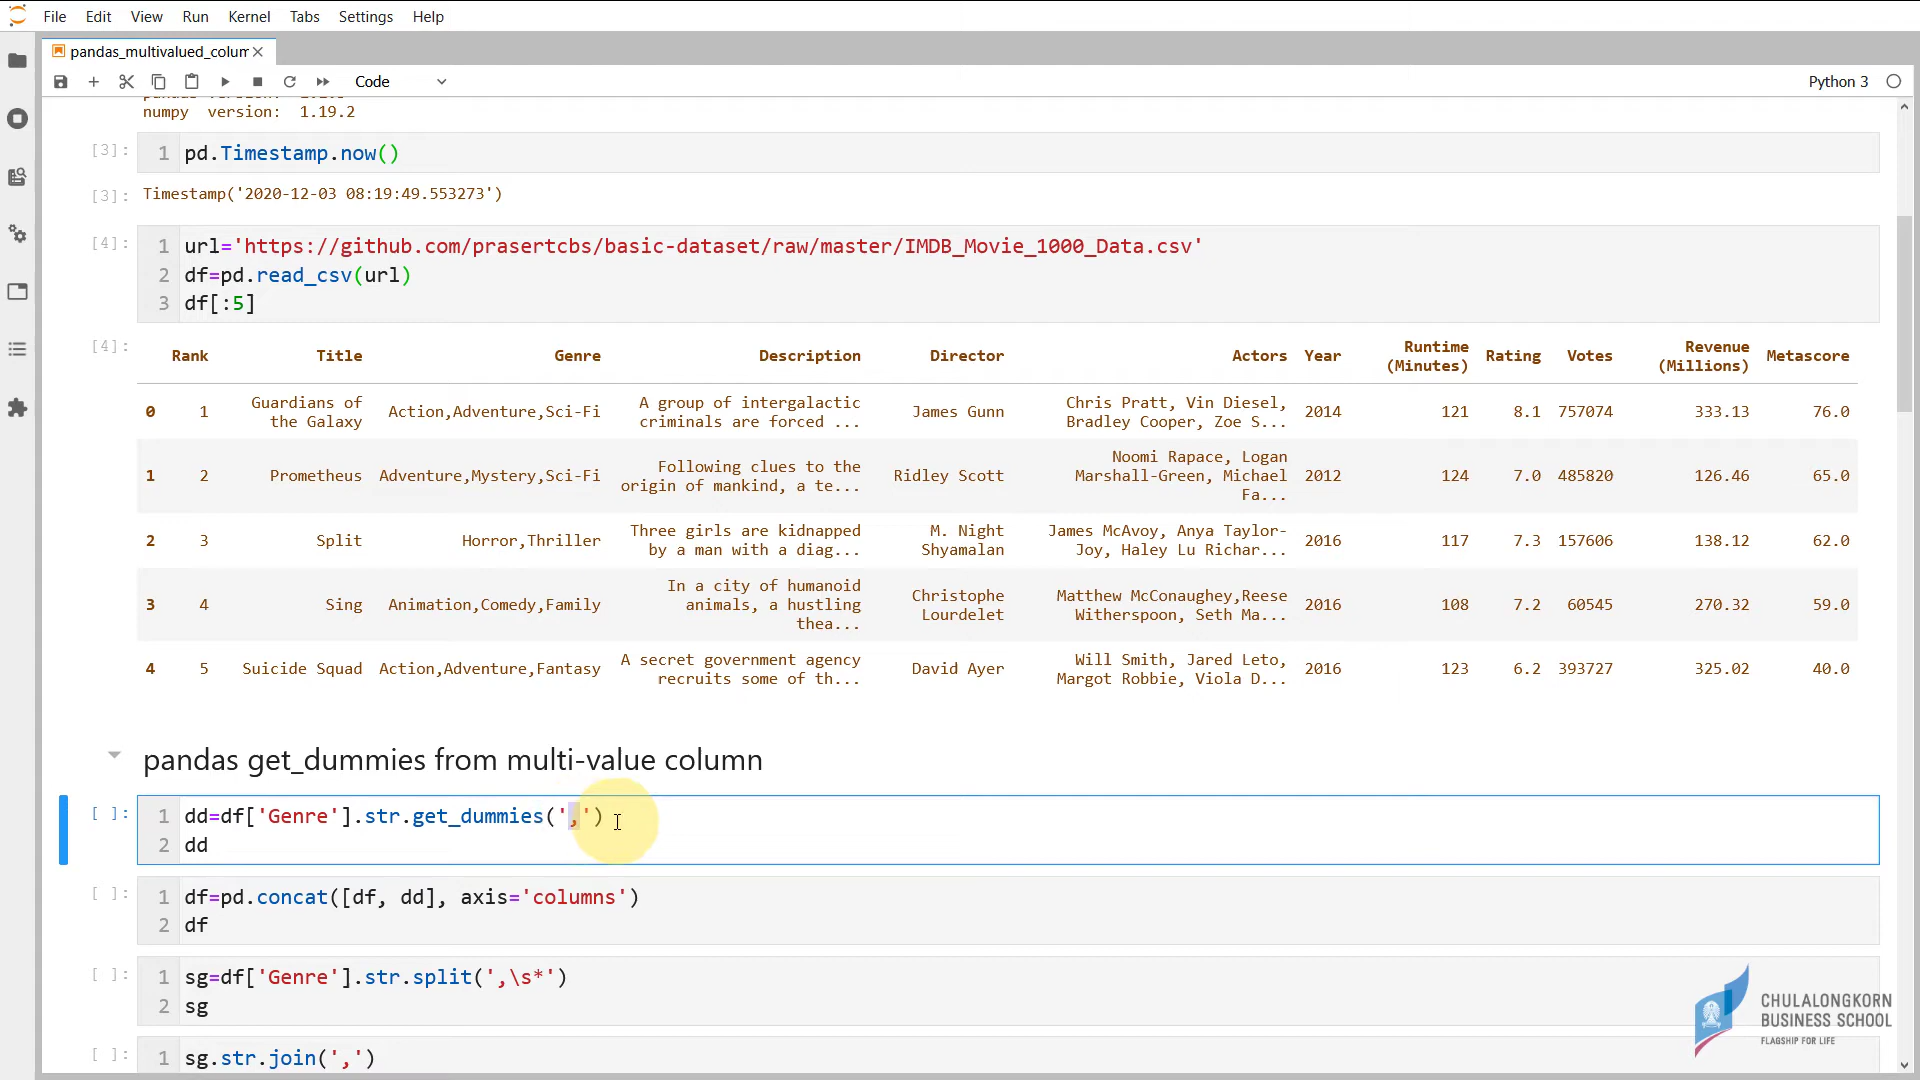 File Edit View Run Kernel Tabs Settings Help
pandas_multivalued_colum
Code
Python 3
numpy version: 1.19.2
[3]: 1 pd.Timestamp.now()
[3]: Timestamp('2020-12-03 08:19:49.553273')
[4]: 1 url='https://github.com/prasertcbs/basic-dataset/raw/master/IMDB_Movie_1000_Data.csv'
2 df=pd.read_csv(url)
3 df[:5]
[4]: Rank Title Genre Description Director Actors Year Runtime (Minutes) Rating Votes Revenue (Millions) Metascore
0 1 Guardians of the Galaxy Action,Adventure,Sci-Fi A group of intergalactic criminals are forced ... James Gunn Chris Pratt, Vin Diesel, Bradley Cooper, Zoe S... 2014 121 8.1 757074 333.13 76.0
1 2 Prometheus Adventure,Mystery,Sci-Fi Following clues to the origin of mankind, a te... Ridley Scott Noomi Rapace, Logan Marshall-Green, Michael Fa... 2012 124 7.0 485820 126.46 65.0
2 3 Split Horror,Thriller Three girls are kidnapped by a man with a diag... M. Night Shyamalan James McAvoy, Anya Taylor-Joy, Haley Lu Richar... 2016 117 7.3 157606 138.12 62.0
3 4 Sing Animation,Comedy,Family In a city of humanoid animals, a hustling thea... Christophe Lourdelet Matthew McConaughey,Reese Witherspoon, Seth Ma... 2016 108 7.2 60545 270.32 59.0
4 5 Suicide Squad Action,Adventure,Fantasy A secret government agency recruits some of th... David Ayer Will Smith, Jared Leto, Margot Robbie, Viola D... 2016 123 6.2 393727 325.02 40.0
pandas get_dummies from multi-value column
[ ]: 1 dd=df['Genre'].str.get_dummies(',')
2 dd
[ ]: 1 df=pd.concat([df, dd], axis='columns')
2 df
[ ]: 1 sg=df['Genre'].str.split(',\s*')
2 sg
[ ]: 1 sg.str.join(',')
CHULALONGKORN
BUSINESS SCHOOL
FLAGSHIP FOR LIFE